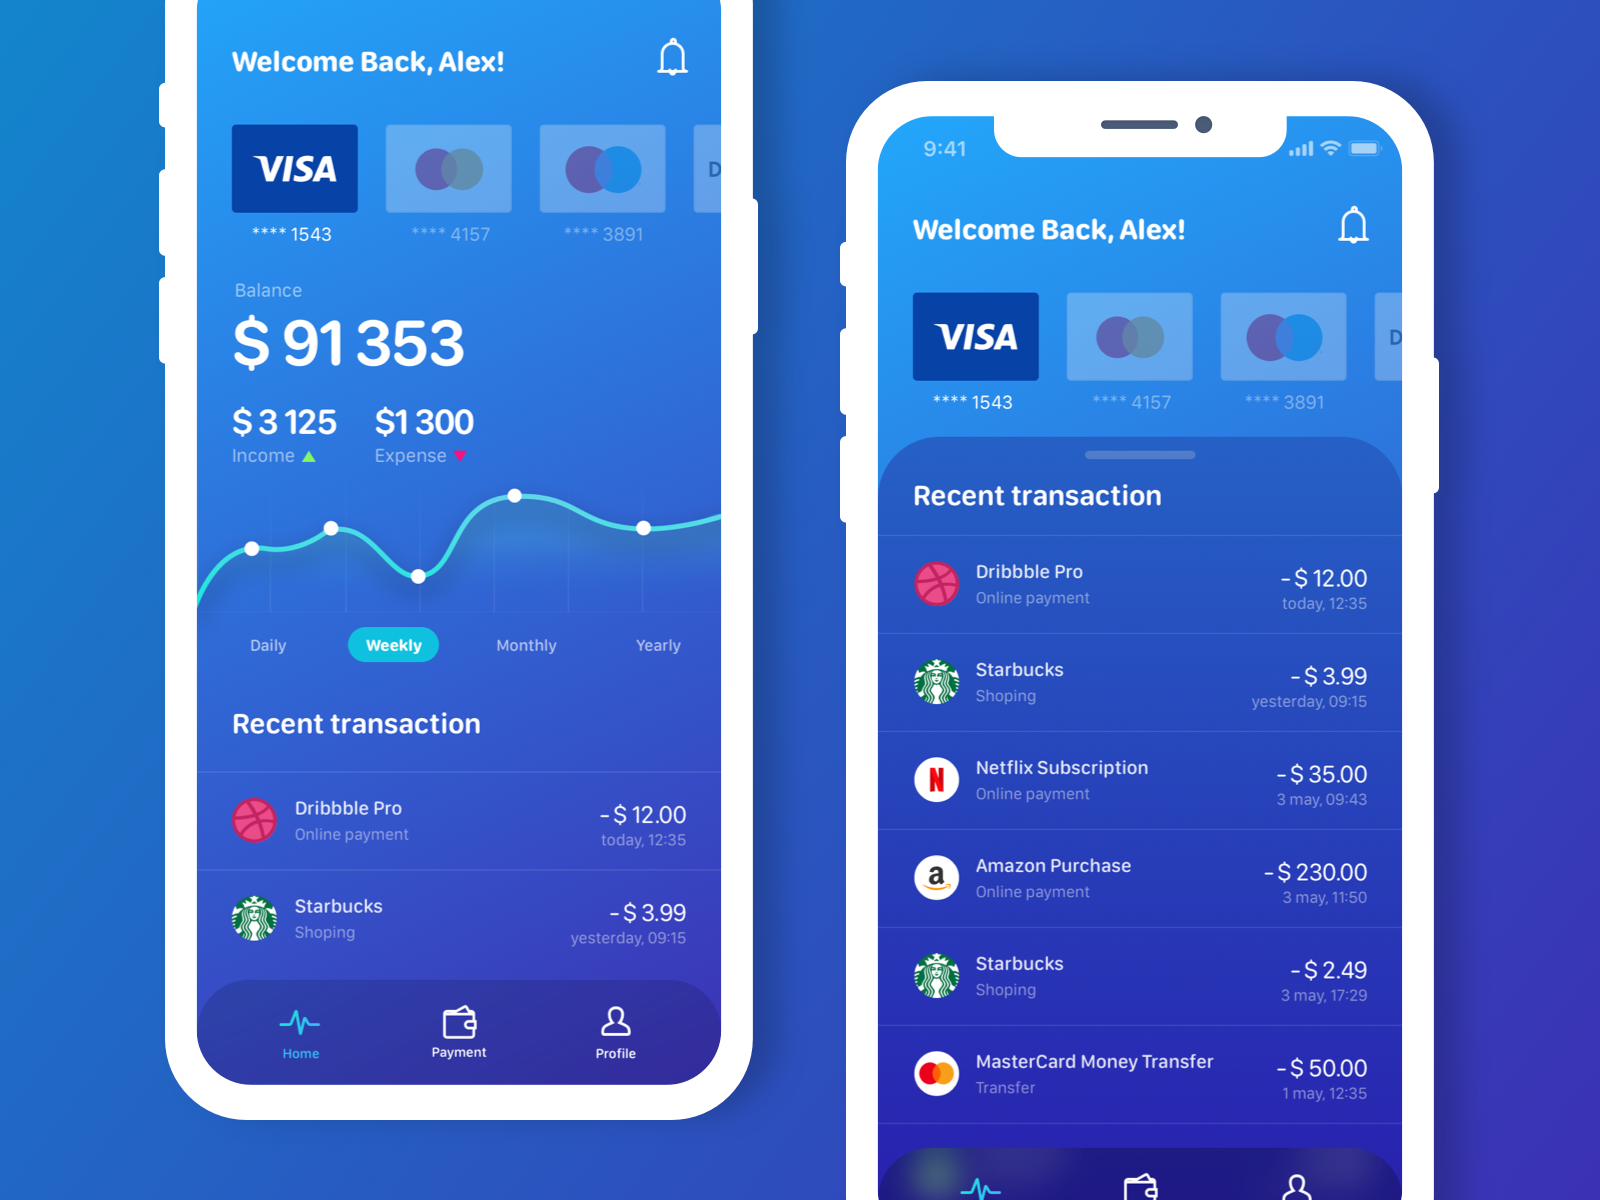 Welcome Back, Alex!
VISA
D
**** 1543
**** 4157
**** 3891
Balance
$ 91 353
$ 3 125
$1 300
Income
Expense
Daily
Weekly
Monthly
Yearly
Recent transaction
Dribbble Pro
- $ 12.00
Online payment
today, 12:35
Starbucks
- $ 3.99
Shoping
yesterday, 09:15
Home
Payment
Profile
9:41
Welcome Back, Alex!
VISA
D
**** 1543
**** 4157
**** 3891
Recent transaction
Dribbble Pro
- $ 12.00
Online payment
today, 12:35
Starbucks
- $ 3.99
Shoping
yesterday, 09:15
N
Netflix Subscription
- $ 35.00
Online payment
3 may, 09:43
a
Amazon Purchase
- $ 230.00
Online payment
3 may, 11:50
Starbucks
- $ 2.49
Shoping
3 may, 17:29
MasterCard Money Transfer
- $ 50.00
Transfer
1 may, 12:35